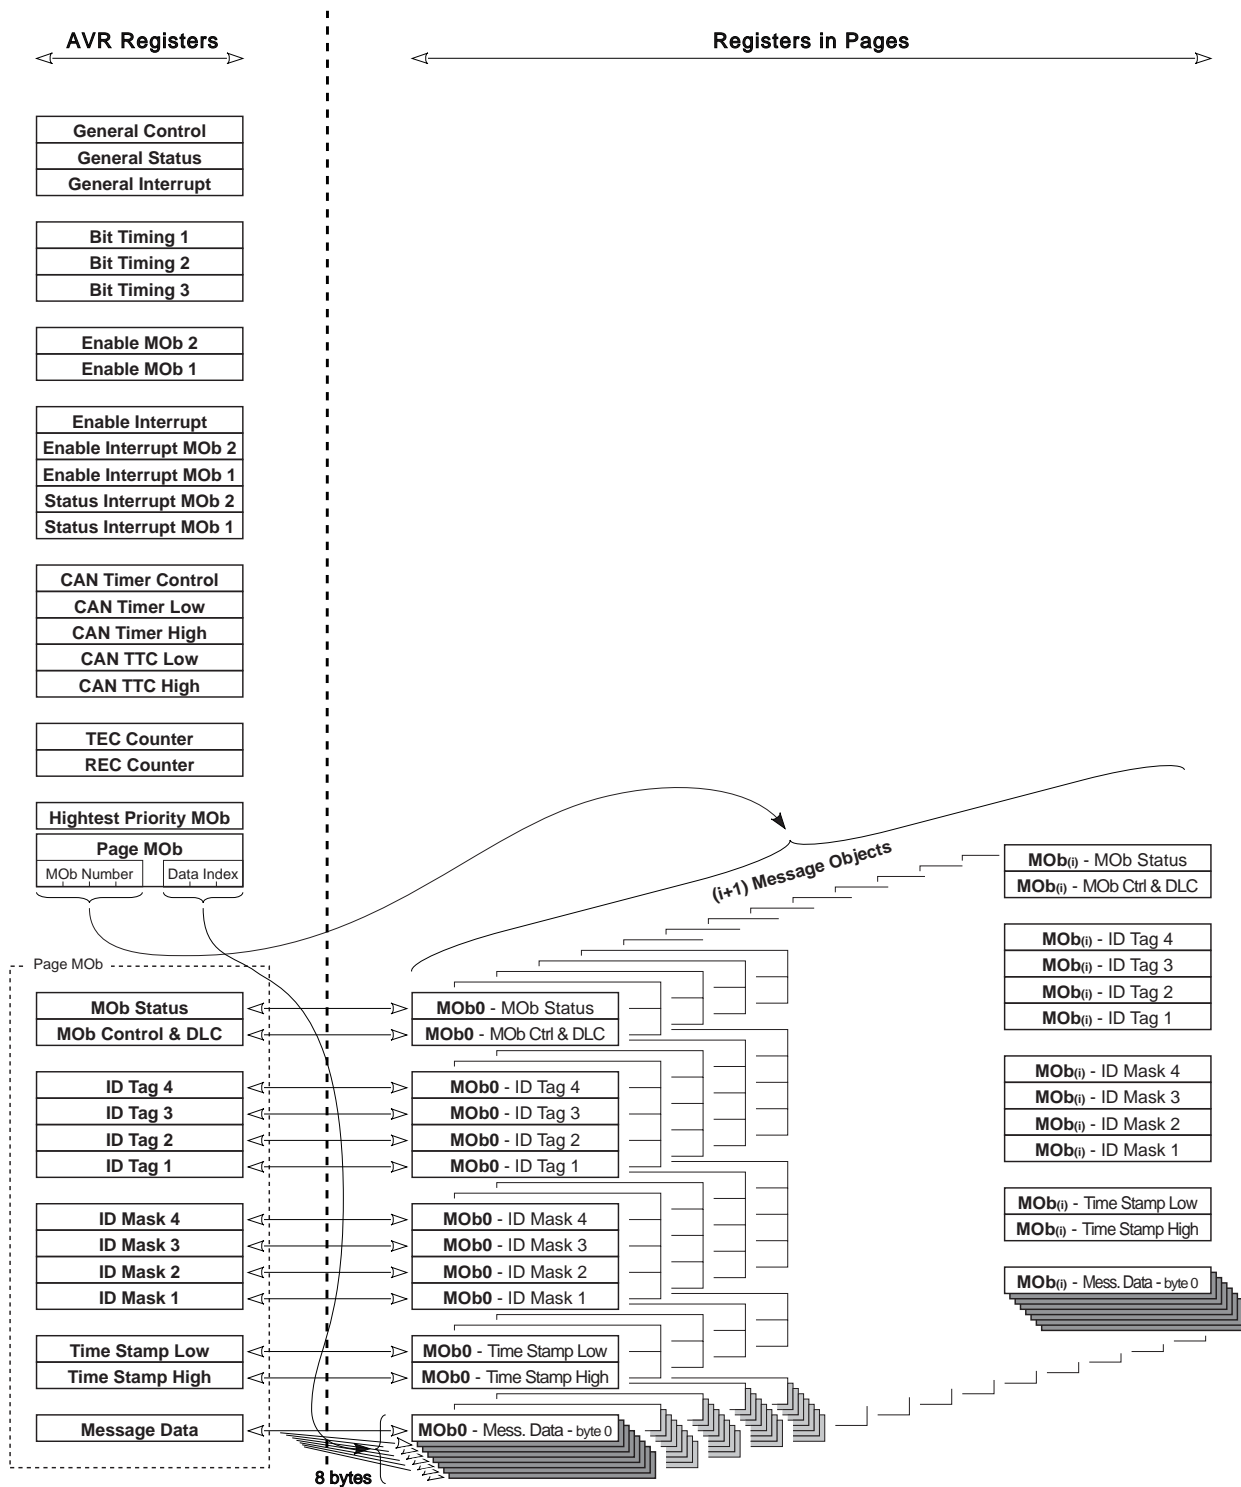 AVR Registers
Registers in Pages
General Control
General Status
General Interrupt
Bit Timing 1
Bit Timing 2
Bit Timing 3
Enable MOb 2
Enable MOb 1
Enable Interrupt
Enable Interrupt MOb 2
Enable Interrupt MOb 1
Status Interrupt MOb 2
Status Interrupt MOb 1
CAN Timer Control
CAN Timer Low
CAN Timer High
CAN TTC Low
CAN TTC High
TEC Counter
REC Counter
Hightest Priority MOb
Page MOb
MOb Number
Data Index
Page MOb
MOb Status
MOb Control & DLC
ID Tag 4
ID Tag 3
ID Tag 2
ID Tag 1
ID Mask 4
ID Mask 3
ID Mask 2
ID Mask 1
Time Stamp Low
Time Stamp High
Message Data
8 bytes
MOb0 - MOb Status
MOb0 - MOb Ctrl & DLC
MOb0 - ID Tag 4
MOb0 - ID Tag 3
MOb0 - ID Tag 2
MOb0 - ID Tag 1
MOb0 - ID Mask 4
MOb0 - ID Mask 3
MOb0 - ID Mask 2
MOb0 - ID Mask 1
MOb0 - Time Stamp Low
MOb0 - Time Stamp High
MOb0 - Mess. Data - byte 0
(i+1) Message Objects
MOb(i) - MOb Status
MOb(i) - MOb Ctrl & DLC
MOb(i) - ID Tag 4
MOb(i) - ID Tag 3
MOb(i) - ID Tag 2
MOb(i) - ID Tag 1
MOb(i) - ID Mask 4
MOb(i) - ID Mask 3
MOb(i) - ID Mask 2
MOb(i) - ID Mask 1
MOb(i) - Time Stamp Low
MOb(i) - Time Stamp High
MOb(i) - Mess. Data - byte 0